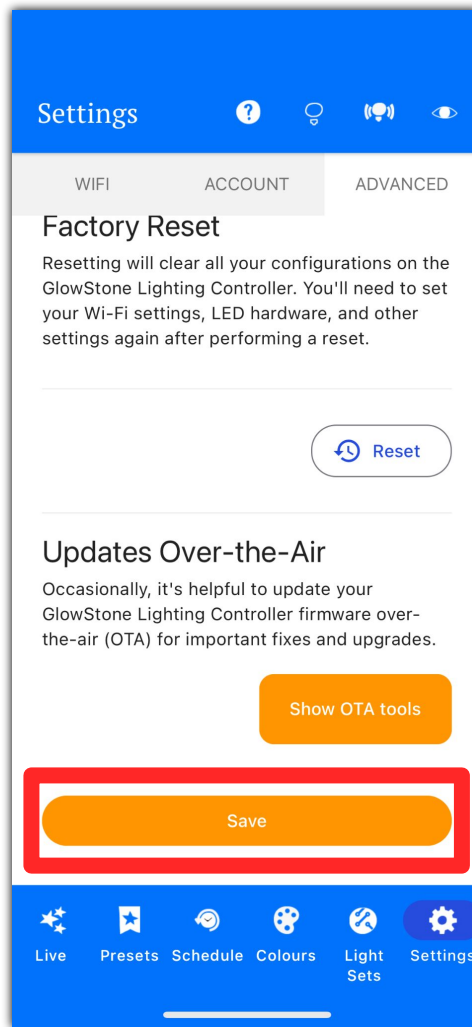 Settings
?
WIFI ACCOUNT ADVANCED
Factory Reset
Resetting will clear all your configurations on the
GlowStone Lighting Controller. You'll need to set
your Wi-Fi settings, LED hardware, and other
settings again after performing a reset.
Reset
Updates Over-the-Air
Occasionally, it's helpful to update your
GlowStone Lighting Controller firmware over-
the-air (OTA) for important fixes and upgrades.
Show OTA tools
Save
Live Presets Schedule Colours Light Settings
Sets